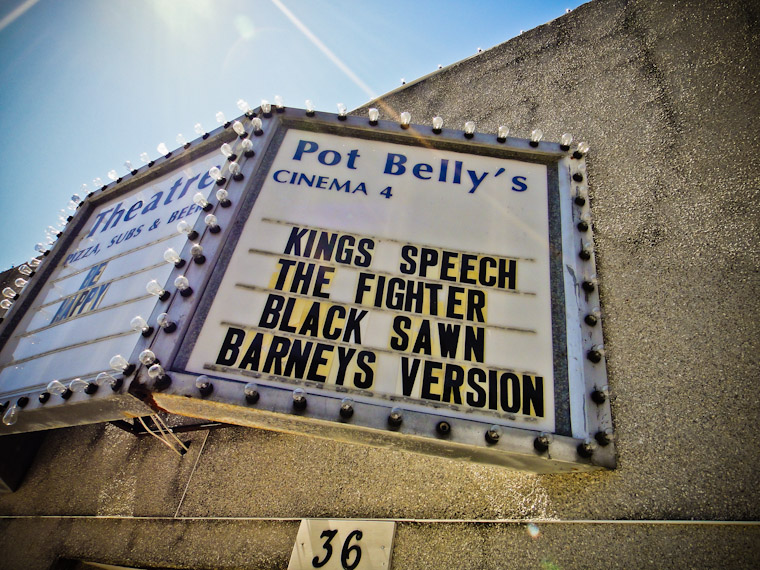 Theatre
PIZZA, SUBS & BEER
BE
HAPPY
Pot Belly's
CINEMA 4
KINGS SPEECH
THE FIGHTER
BLACK SAWN
BARNEYS VERSION
36